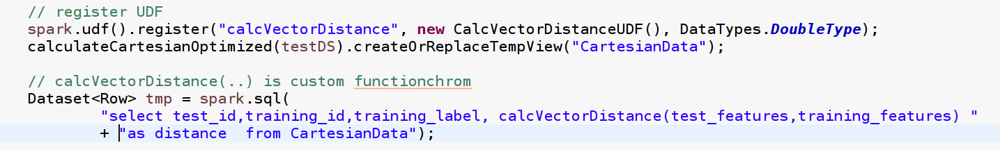 // register UDF
spark.udf().register("calcVectorDistance", new CalcVectorDistanceUDF(), DataTypes.DoubleType);
calculateCartesianOptimized(testDS).createOrReplaceTempView("CartesianData");
// calcVectorDistance(..) is custom functionchrom
Dataset<Row> tmp = spark.sql(
"select test_id,training_id,training_label, calcVectorDistance(test_features,training_features) "
+ "as distance  from CartesianData");